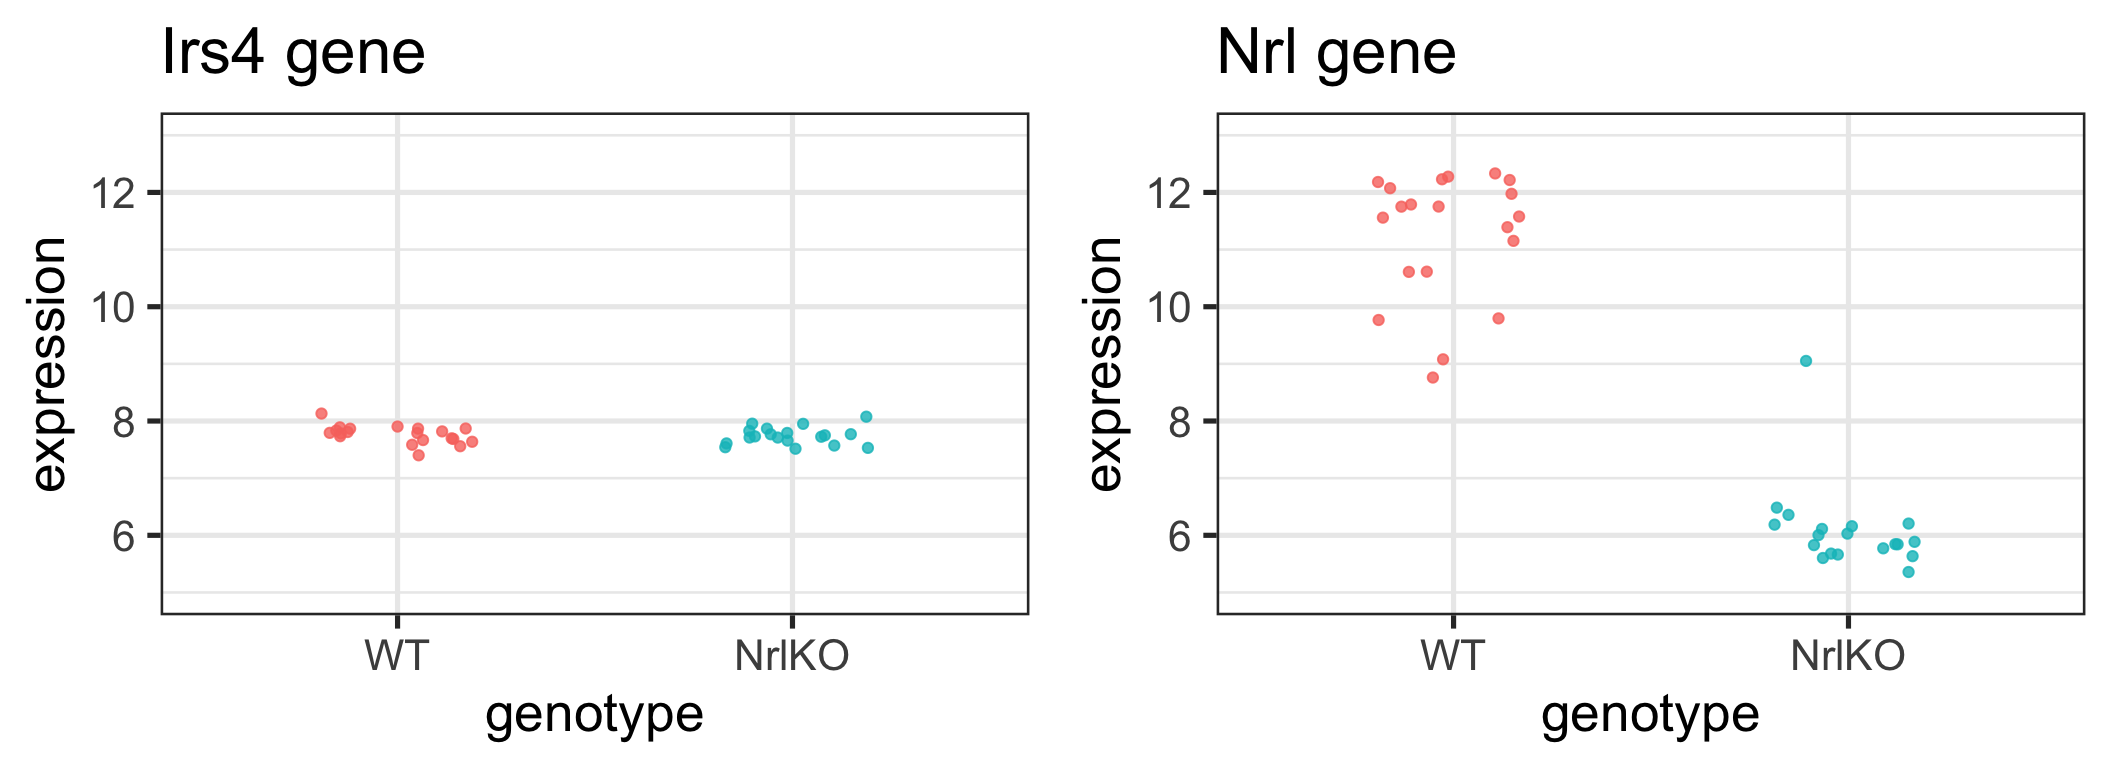 Irs4 gene
expression
12
10
8
6
WT NrlKO
genotype
Nrl gene
expression
12
10
8
6
WT NrlKO
genotype